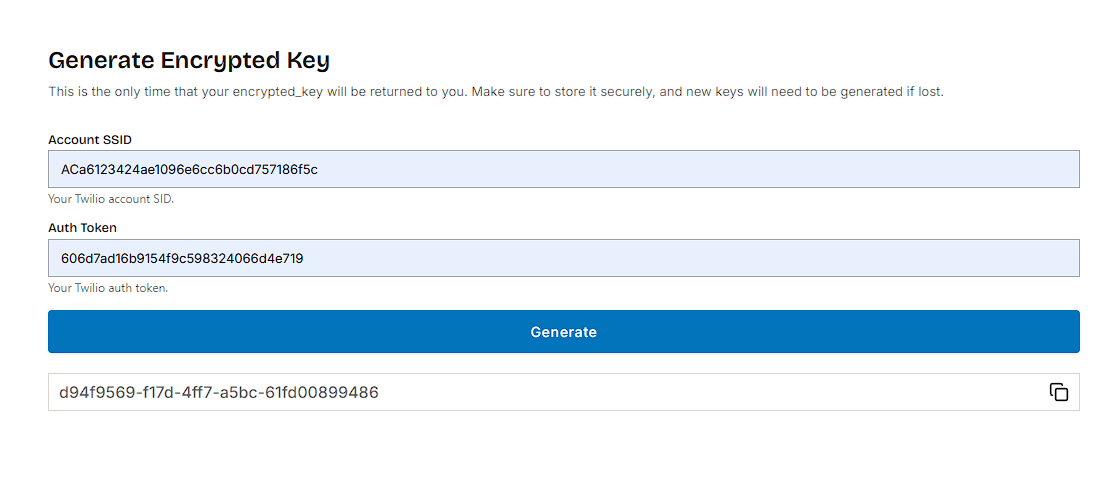 Generate Encrypted Key
This is the only time that your encrypted_key will be returned to you. Make sure to store it securely, and new keys will need to be generated if lost.
Account SSID
ACa6123424ae1096e6cc6b0cd757186f5c
Your Twilio account SID.
Auth Token
606d7ad16b9154f9c598324066d4e719
Your Twilio auth token.
Generate
d94f9569-f17d-4ff7-a5bc-61fd00899486